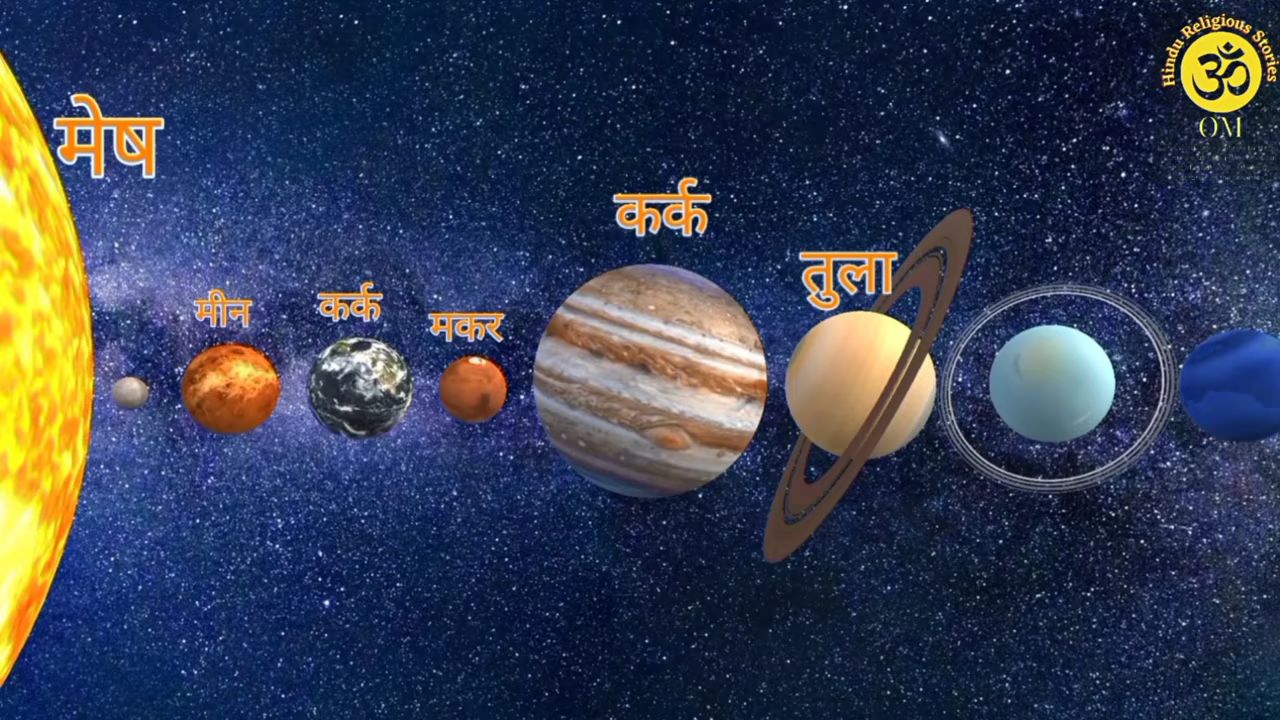 Hindu Religious Stories
ॐ
OM
मेष
कर्क
तुला
मीन
कर्क
मकर